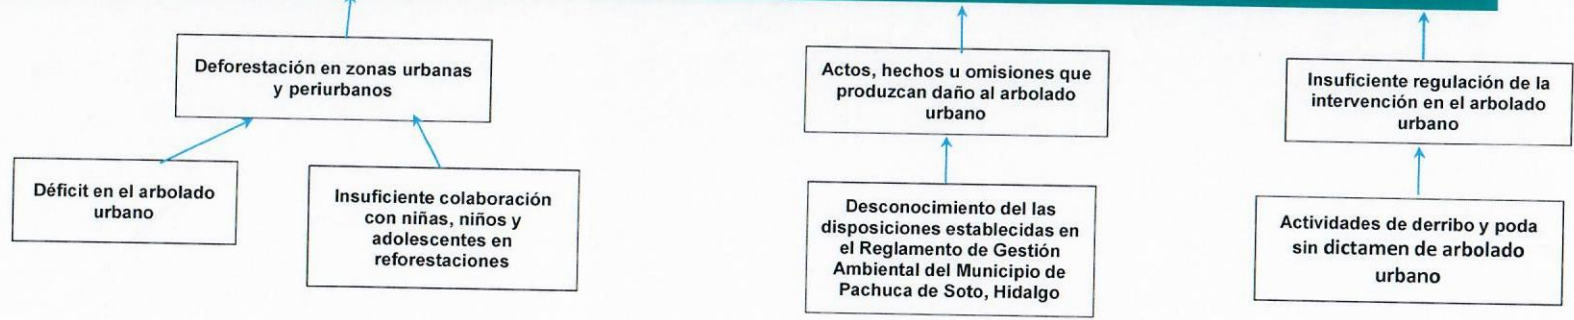 Deforestación en zonas urbanas
y periurbanos
Actos, hechos u omisiones que
produzcan daño al arbolado
urbano
Insuficiente regulación de la
intervención en el arbolado
urbano
Déficit en el arbolado
urbano
Insuficiente colaboración
con niñas, niños y
adolescentes en
reforestaciones
Desconocimiento del las
disposiciones establecidas en
el Reglamento de Gestión
Ambiental del Municipio de
Pachuca de Soto, Hidalgo
Actividades de derribo y poda
sin dictamen de arbolado
urbano